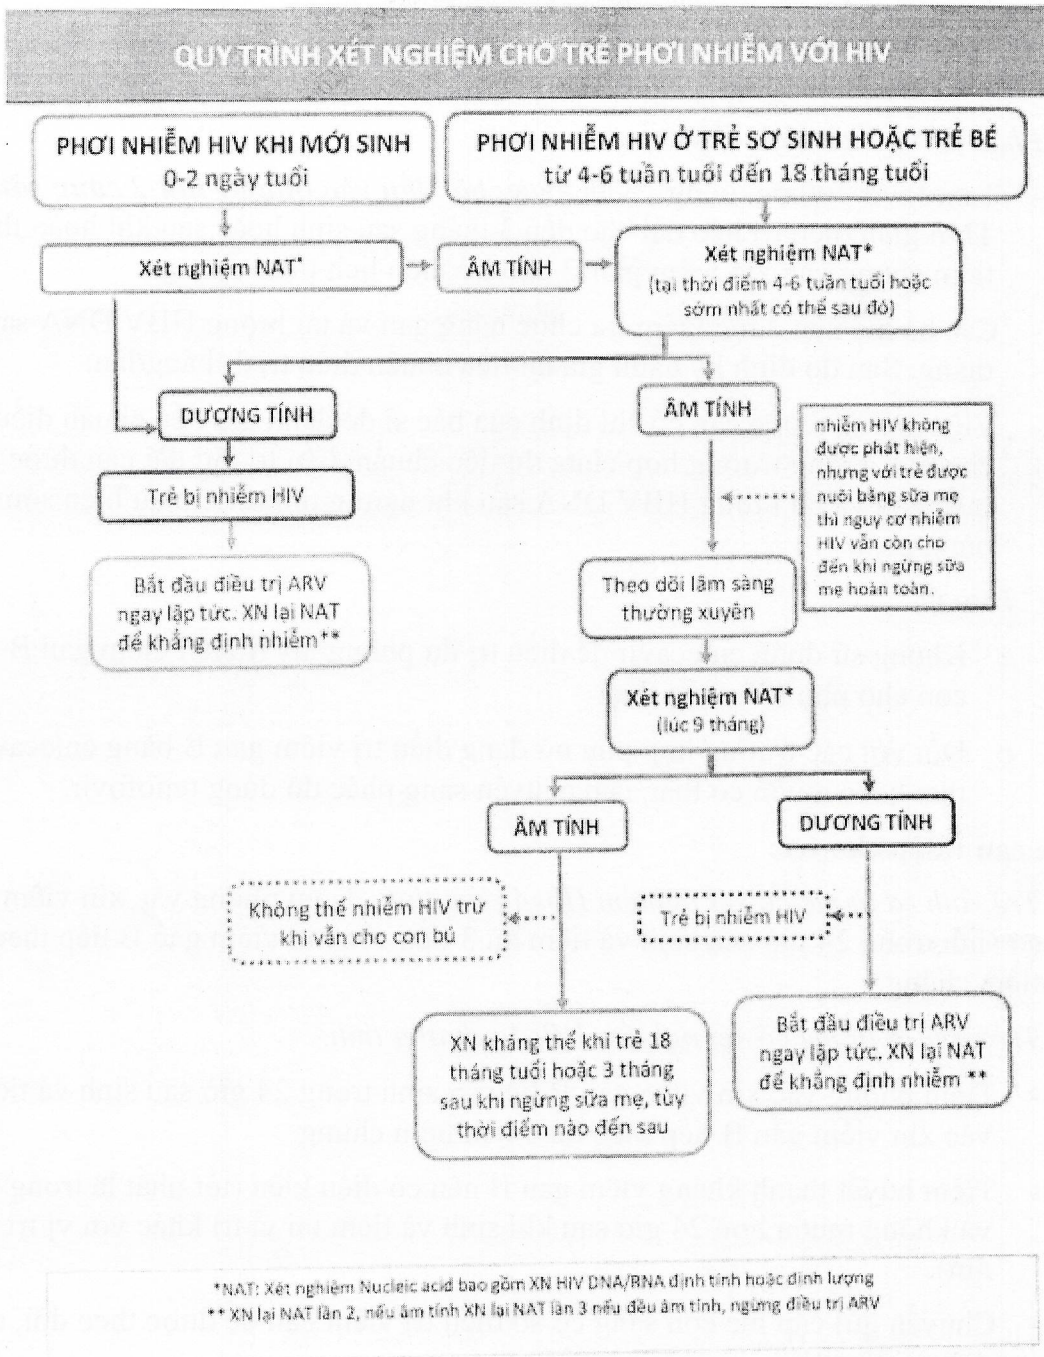 QUY TRÌNH XÉT NGHIỆM CHO TRẺ PHƠI NHIỄM VỚI HIV
PHƠI NHIỄM HIV KHI MỚI SINH
0-2 ngày tuổi
PHƠI NHIỄM HIV Ở TRẺ SƠ SINH HOẶC TRẺ BÉ
từ 4-6 tuần tuổi đến 18 tháng tuổi
Xét nghiệm NAT*
ÂM TÍNH
Xét nghiệm NAT*
(tại thời điểm 4-6 tuần tuổi hoặc
sớm nhất có thể sau đó)
DƯƠNG TÍNH
ÂM TÍNH
nhiễm HIV không
được phát hiện,
nhưng với trẻ được
nuôi bằng sữa mẹ
thì nguy cơ nhiễm
HIV vẫn còn cho
đến khi ngừng sữa
mẹ hoàn toàn.
Trẻ bị nhiễm HIV
Bắt đầu điều trị ARV
ngay lập tức. XN lại NAT
để khẳng định nhiễm**
Theo dõi lâm sàng
thường xuyên
Xét nghiệm NAT*
(lúc 9 tháng)
ÂM TÍNH
DƯƠNG TÍNH
Không thể nhiễm HIV trừ
khi vẫn cho con bú
Trẻ bị nhiễm HIV
XN kháng thể khi trẻ 18
tháng tuổi hoặc 3 tháng
sau khi ngừng sữa mẹ, tùy
thời điểm nào đến sau
Bắt đầu điều trị ARV
ngay lập tức. XN lại NAT
để khẳng định nhiễm **
*NAT: Xét nghiệm Nucleic acid bao gồm XN HIV DNA/RNA định tính hoặc định lượng
** XN lại NAT lần 2, nếu âm tính XN lại NAT lần 3 nếu đều âm tính, ngừng điều trị ARV